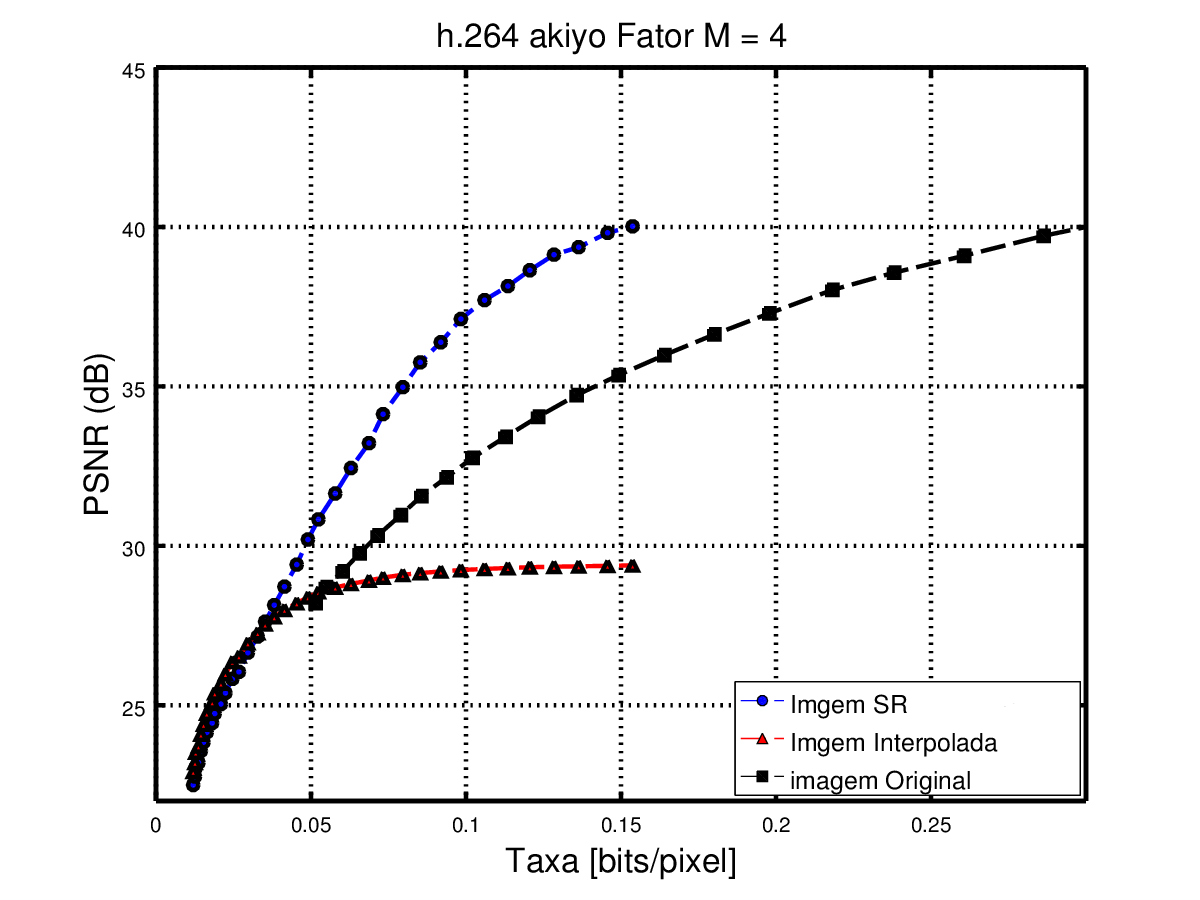 h.264 akiyo Fator M = 4
45
40
35
30
25
PSNR (dB)
0 0.05 0.1 0.15 0.2 0.25
Taxa [bits/pixel]
Imgem SR
Imgem Interpolada
imagem Original